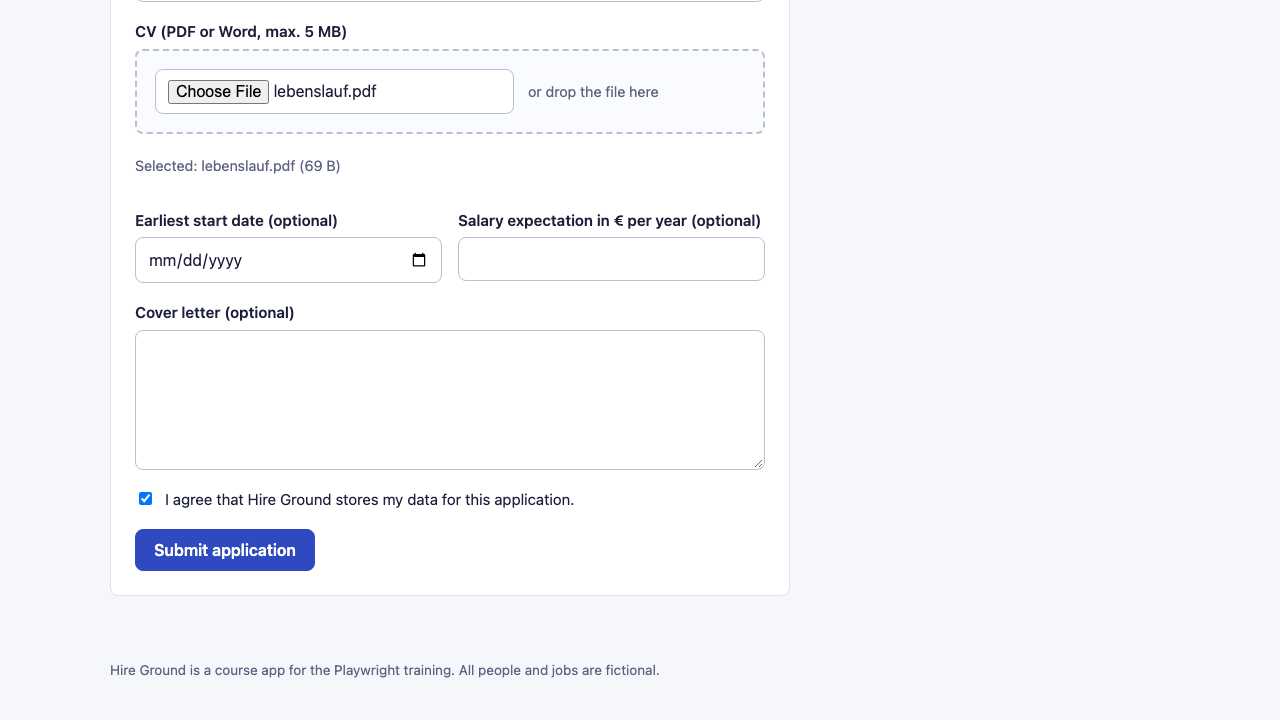 CV (PDF or Word, max. 5 MB)
Choose File lebenslauf.pdf
or drop the file here
Selected: lebenslauf.pdf (69 B)
Earliest start date (optional)
Salary expectation in € per year (optional)
mm/dd/yyyy
Cover letter (optional)
I agree that Hire Ground stores my data for this application.
Submit application
Hire Ground is a course app for the Playwright training. All people and jobs are fictional.